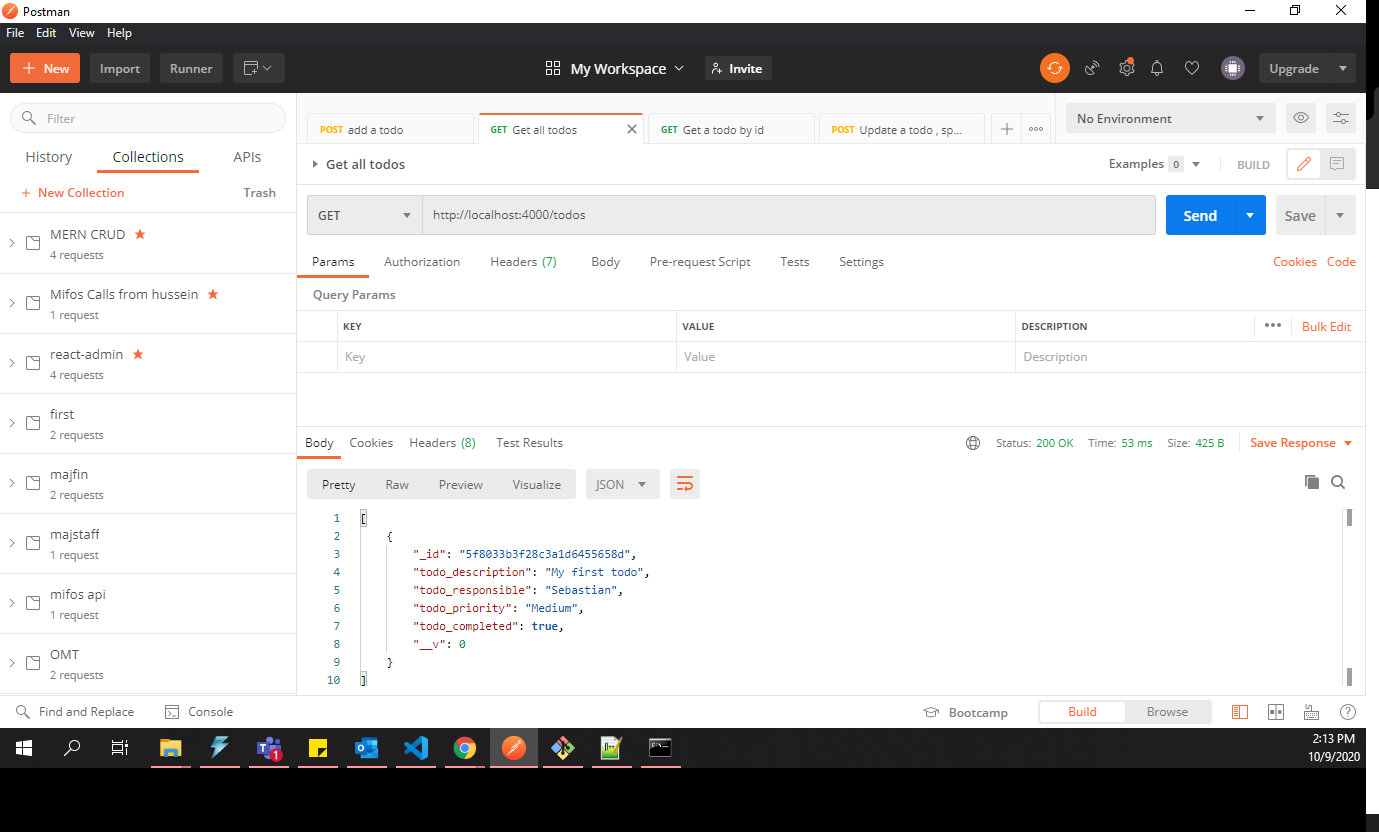 Postman
File Edit View Help
New Import Runner My Workspace Invite Upgrade
Filter
History Collections APIs
+ New Collection Trash
MERN CRUD
4 requests
Mifos Calls from hussein
1 request
react-admin
4 requests
first
2 requests
majfin
2 requests
majstaff
1 request
mifos api
1 request
OMT
2 requests
POST add a todo GET Get all todos GET Get a todo by id POST Update a todo , sp... No Environment
Get all todos Examples 0 BUILD
GET http://localhost:4000/todos Send Save
Params Authorization Headers (7) Body Pre-request Script Tests Settings Cookies Code
Query Params
KEY VALUE DESCRIPTION Bulk Edit
Key Value Description
Body Cookies Headers (8) Test Results Status: 200 OK Time: 53 ms Size: 425 B Save Response
Pretty Raw Preview Visualize JSON
1 [
2 {
3 "_id": "5f8033b3f28c3a1d6455658d",
4 "todo_description": "My first todo",
5 "todo_responsible": "Sebastian",
6 "todo_priority": "Medium",
7 "todo_completed": true,
8 "__v": 0
9 }
10 ]
Find and Replace Console Bootcamp Build Browse
1
2:13 PM
10/9/2020